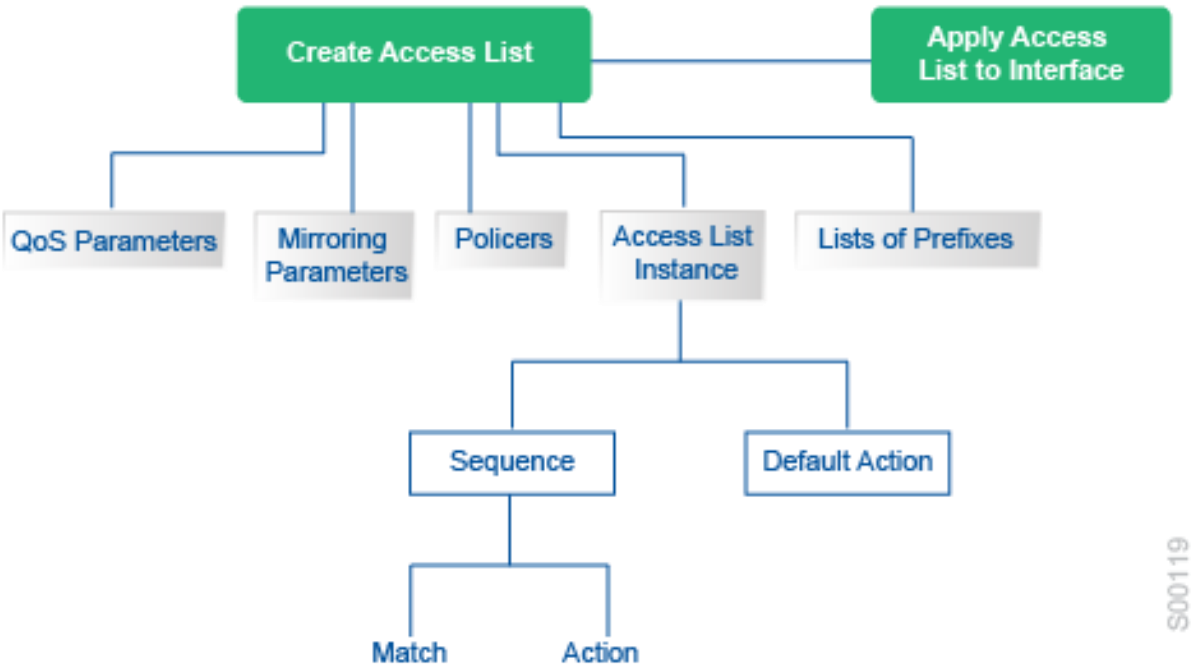 Create Access List
Apply Access
List to Interface
QoS Parameters
Mirroring
Parameters
Policers
Access List
Instance
Lists of Prefixes
Sequence
Default Action
Match
Action
S00119